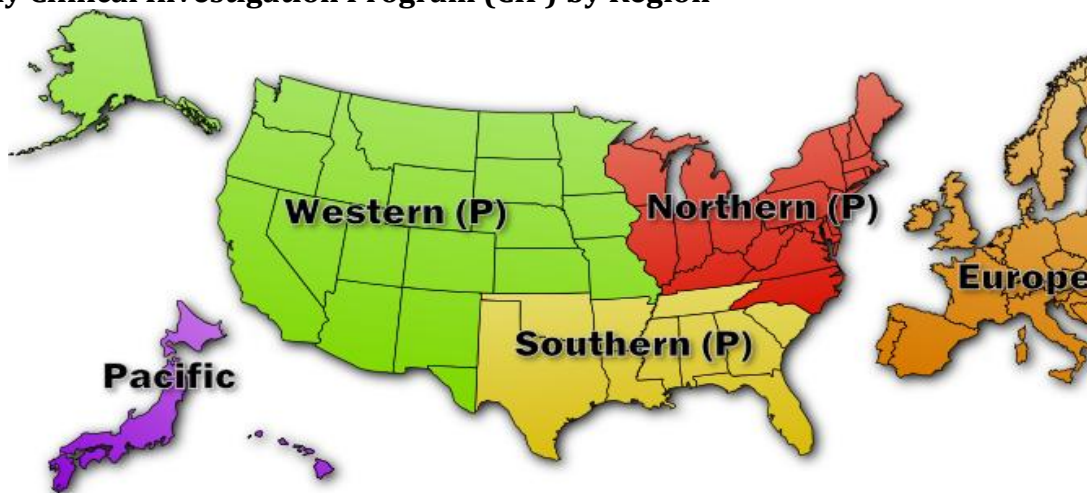 Clinical Investigation Program (CIP) by Region
Western (P)
Northern (P)
Europe
Southern (P)
Pacific